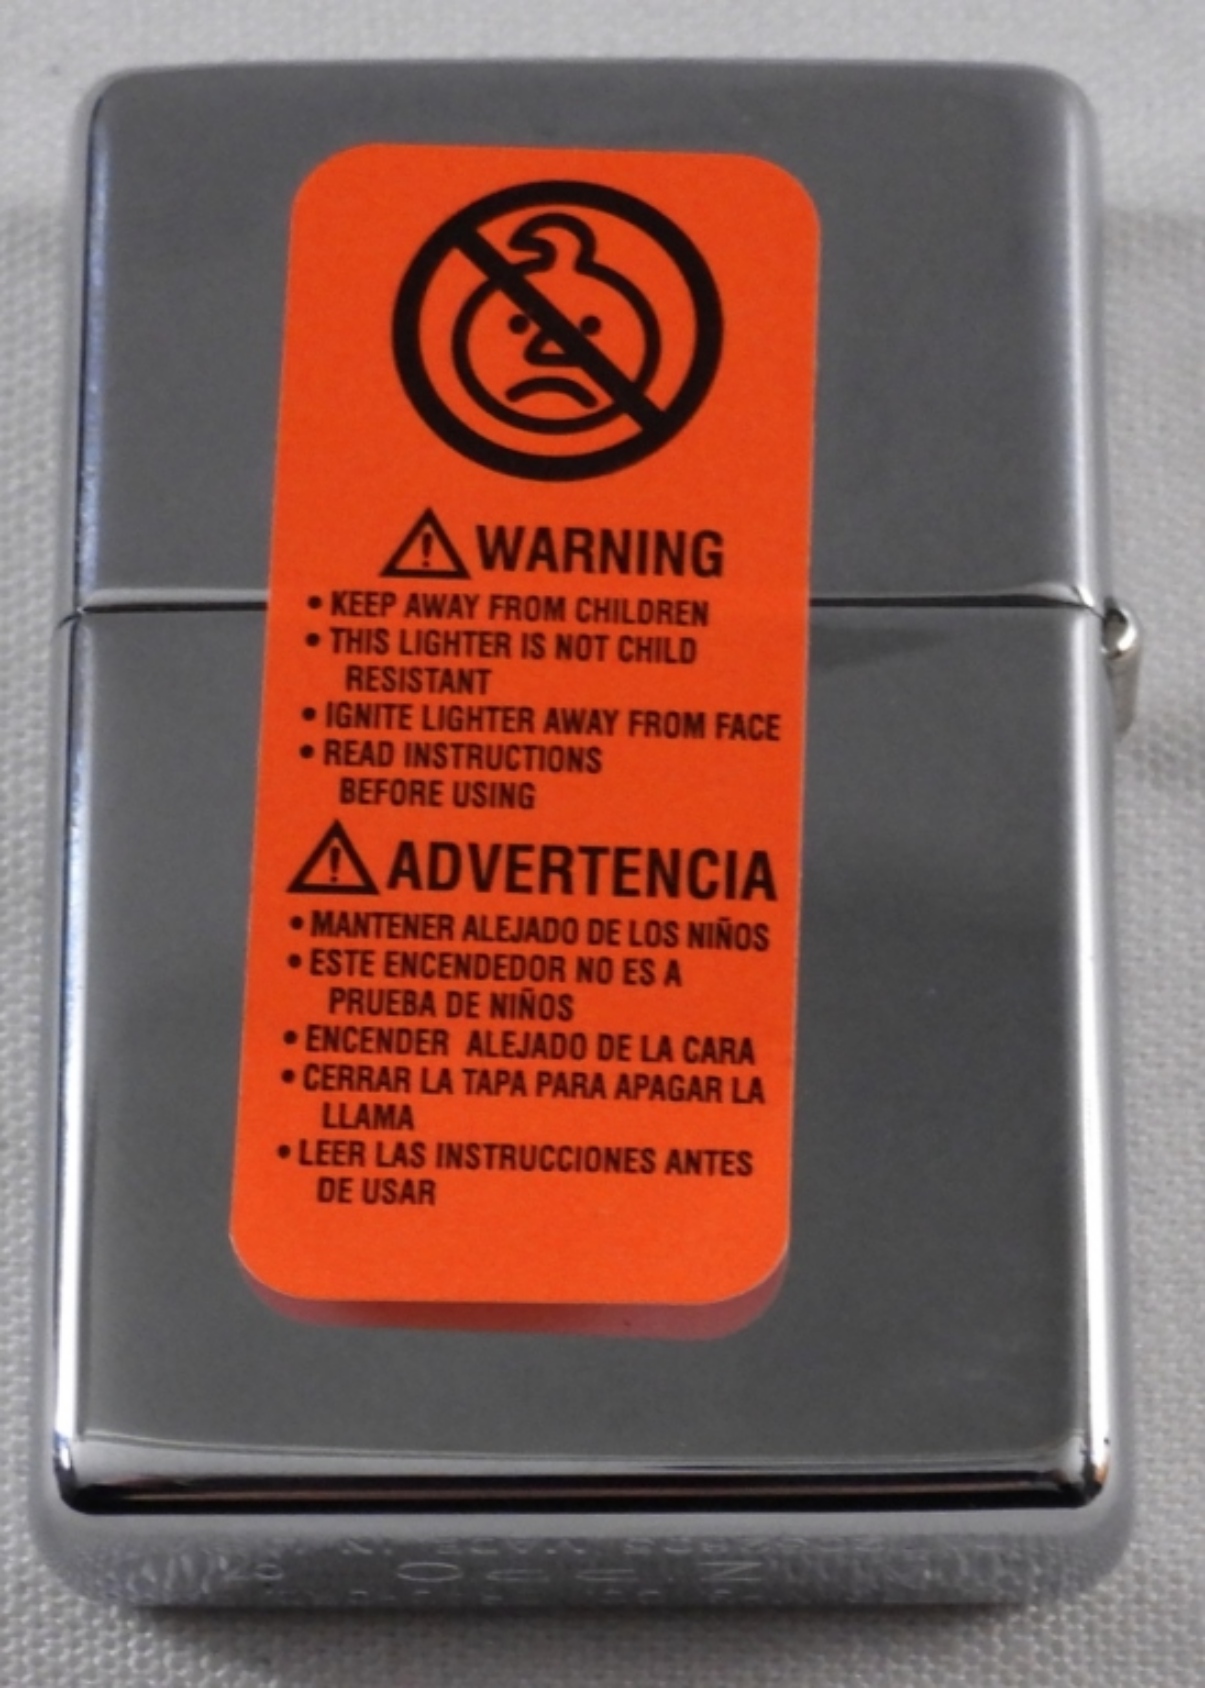 WARNING
• KEEP AWAY FROM CHILDREN
• THIS LIGHTER IS NOT CHILD
RESISTANT
• IGNITE LIGHTER AWAY FROM FACE
• READ INSTRUCTIONS
BEFORE USING
ADVERTENCIA
• MANTENER ALEJADO DE LOS NIÑOS
• ESTE ENCENDEDOR NO ES A
PRUEBA DE NIÑOS
• ENCENDER ALEJADO DE LA CARA
• CERRAR LA TAPA PARA APAGAR LA
LLAMA
• LEER LAS INSTRUCCIONES ANTES
DE USAR